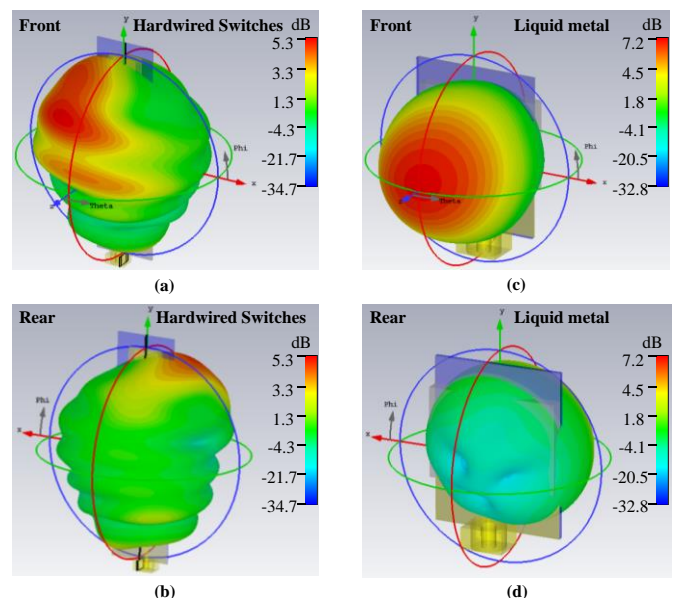 Front Hardwired Switches dB
5.3
3.3
1.3
-4.3
-21.7
-34.7
y
Phi
x
z
Theta
(a)
Front Liquid metal dB
7.2
4.5
1.8
-4.1
-20.5
-32.8
y
Phi
x
z
Theta
(c)
Rear Hardwired Switches
dB
5.3
3.3
1.3
-4.3
-21.7
-34.7
y
Phi
x
(b)
Rear Liquid metal
dB
7.2
4.5
1.8
-4.1
-20.5
-32.8
y
Phi
x
(d)